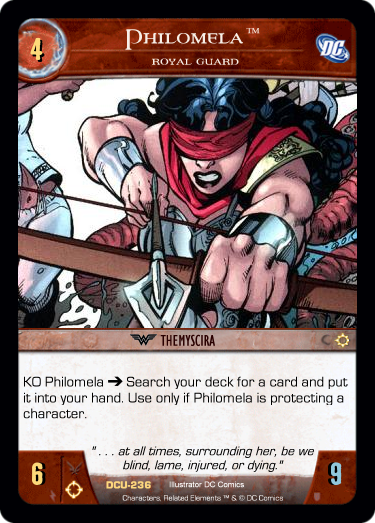 4
PHILOMELA™
ROYAL GUARD
DC
THEMYSCIRA
KO Philomela ➔ Search your deck for a card and put
it into your hand. Use only if Philomela is protecting a
character.
" . . . at all times, surrounding her, be we
blind, lame, injured, or dying."
6
DCU-236 Illustrator DC Comics
9
Characters, Related Elements ™ & © DC Comics